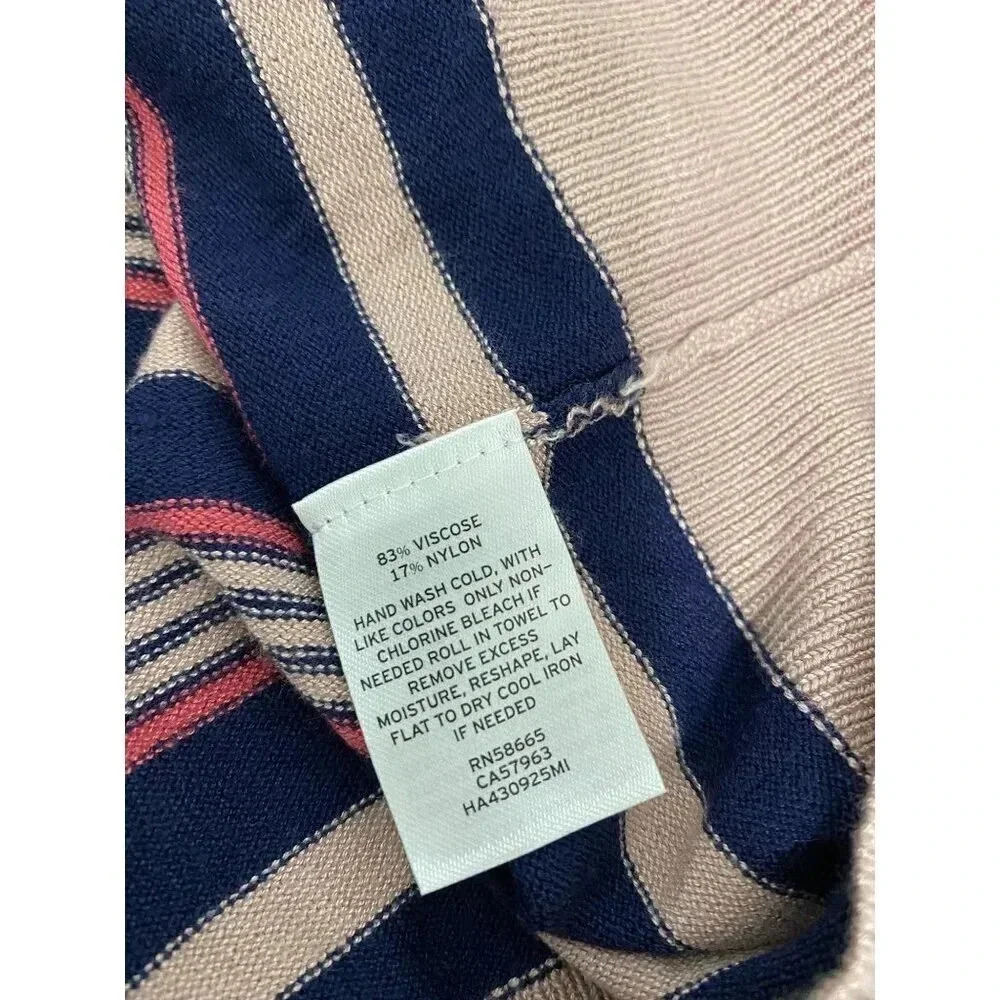 83% VISCOSE
17% NYLON
HAND WASH COLD, WITH
LIKE COLORS ONLY NON-
CHLORINE BLEACH IF
NEEDED ROLL IN TOWEL TO
REMOVE EXCESS
MOISTURE, RESHAPE, LAY
FLAT TO DRY COOL IRON
IF NEEDED
RN58665
CA57963
HA430925MI